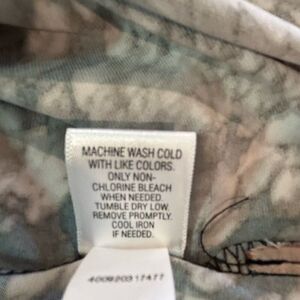 MACHINE WASH COLD
WITH LIKE COLORS.
ONLY NON-
CHLORINE BLEACH
WHEN NEEDED.
TUMBLE DRY LOW.
REMOVE PROMPTLY.
COOL IRON
IF NEEDED.